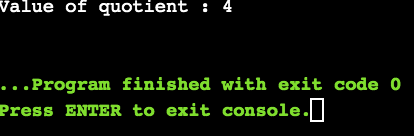 Value of quotient : 4
...Program finished with exit code 0
Press ENTER to exit console.